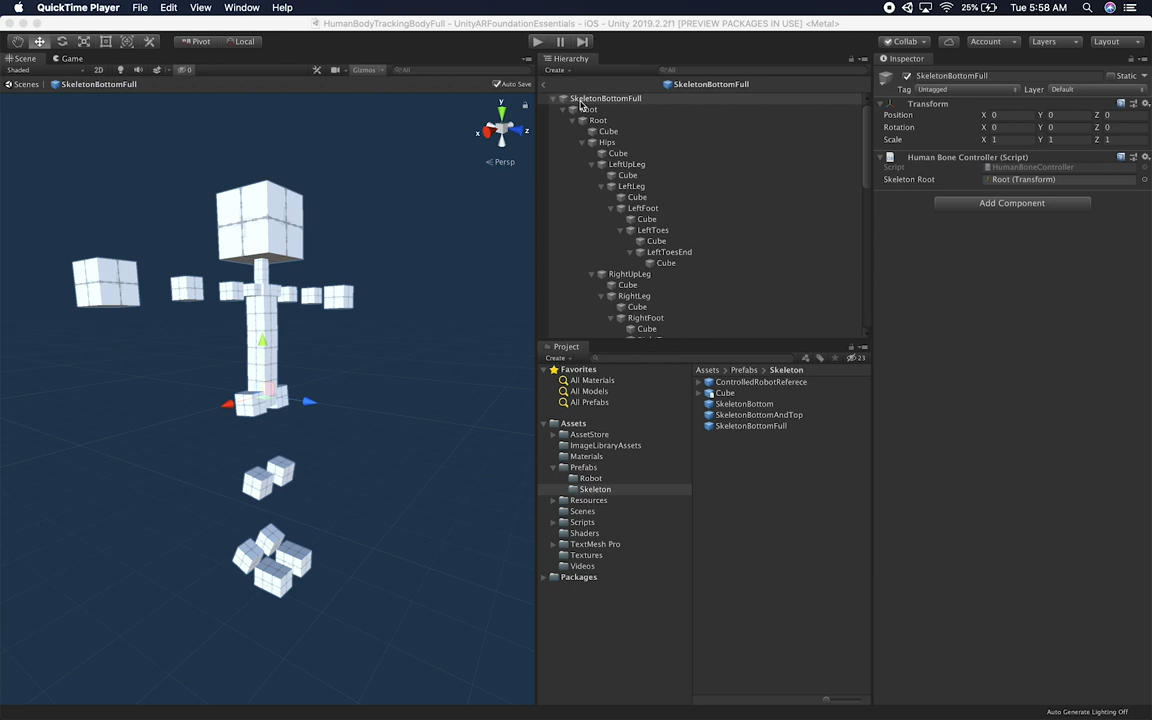 QuickTime Player File Edit View Window Help 25% Tue 5:58 AM
HumanBodyTrackingBodyFull - UnityARFoundationEssentials - iOS - Unity 2019.2.2f1 [PREVIEW PACKAGES IN USE] <Metal>
Pivot Local Collab Account Layers Layout
Scene Game Hierarchy Inspector
Shaded 2D 0 Gizmos All Create All
Scenes SkeletonBottomFull Auto Save SkeletonBottomFull
SkeletonBottomFull Static
Tag Untagged Layer Default
Transform
Position X 0 Y 0 Z 0
Rotation X 0 Y 0 Z 0
Scale X 1 Y 1 Z 1
Human Bone Controller (Script)
Script HumanBoneController
Skeleton Root Root (Transform)
Add Component
y
x
z
Persp
SkeletonBottomFull
Root
Cube
Hips
Cube
LeftUpLeg
Cube
LeftLeg
Cube
LeftFoot
Cube
LeftToes
Cube
LeftToesEnd
Cube
RightUpLeg
Cube
RightLeg
Cube
RightFoot
Cube
Project
Create 23
Favorites
All Materials
All Models
All Prefabs
Assets
AssetStore
ImageLibraryAssets
Materials
Prefabs
Robot
Skeleton
Resources
Scenes
Scripts
Shaders
TextMesh Pro
Textures
Videos
Packages
Assets Prefabs Skeleton
ControlledRobotReferece
Cube
SkeletonBottom
SkeletonBottomAndTop
SkeletonBottomFull
Auto Generate Lighting Off